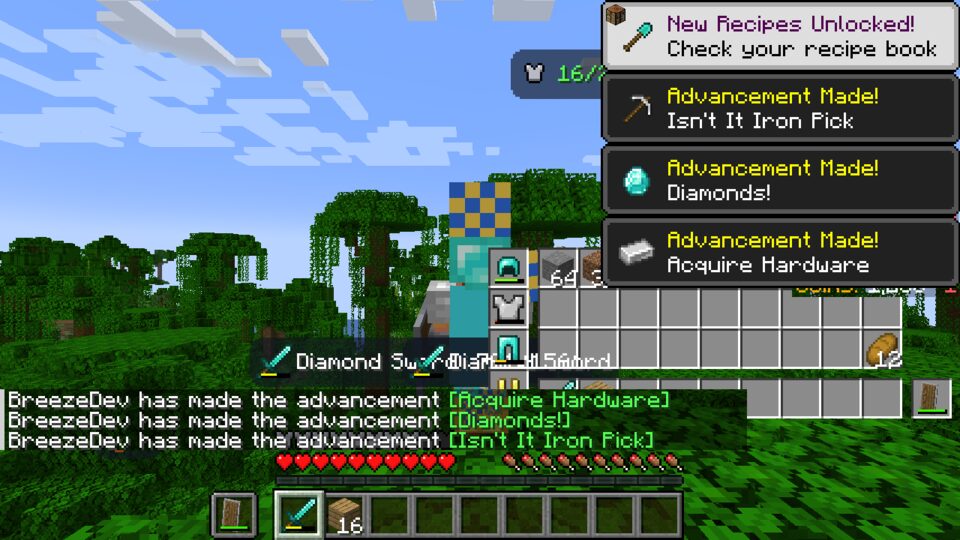 New Recipes Unlocked!
Check your recipe book
16/
Advancement Made!
Isn't It Iron Pick
Advancement Made!
Diamonds!
Advancement Made!
Acquire Hardware
64
12
Diamond
BreezeDev has made the advancement [Acquire Hardware]
BreezeDev has made the advancement [Diamonds!]
BreezeDev has made the advancement [Isn't It Iron Pick]
16